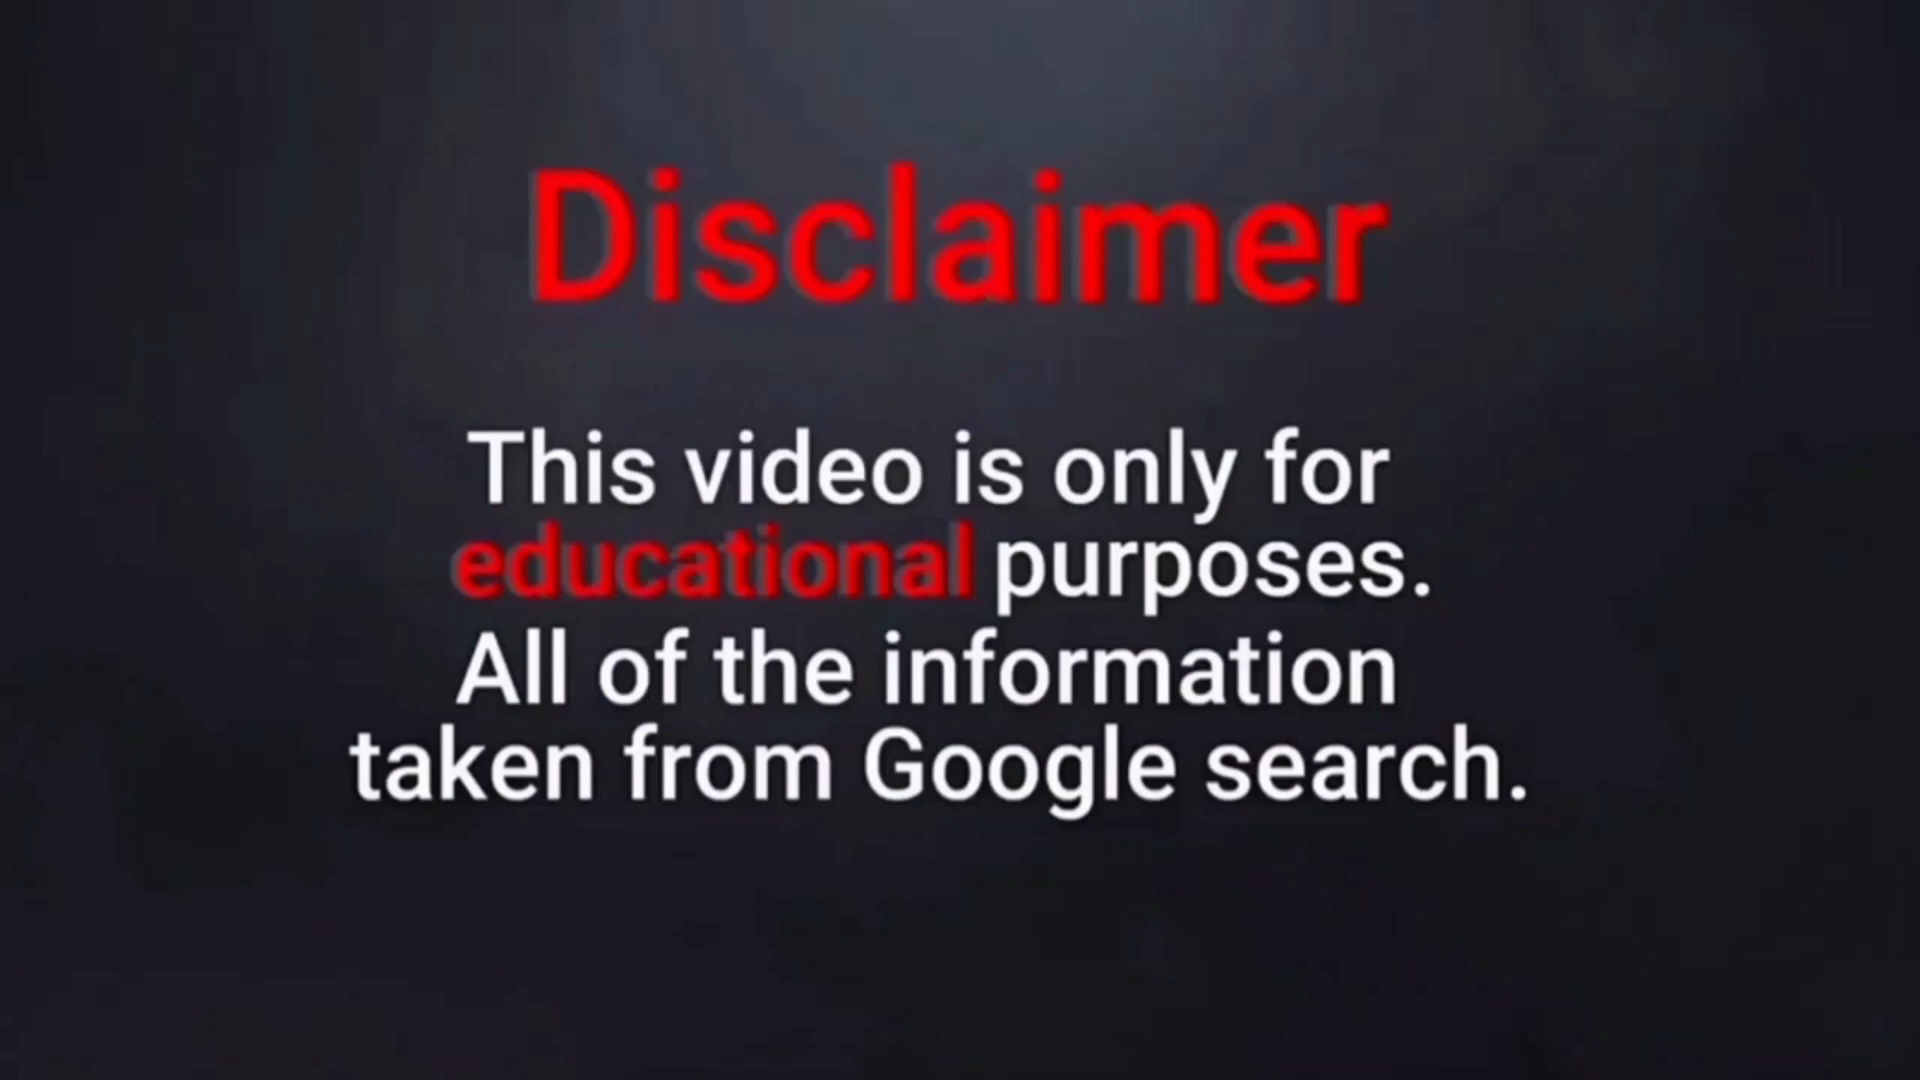 Disclaimer
This video is only for
educational purposes.
All of the information
taken from Google search.